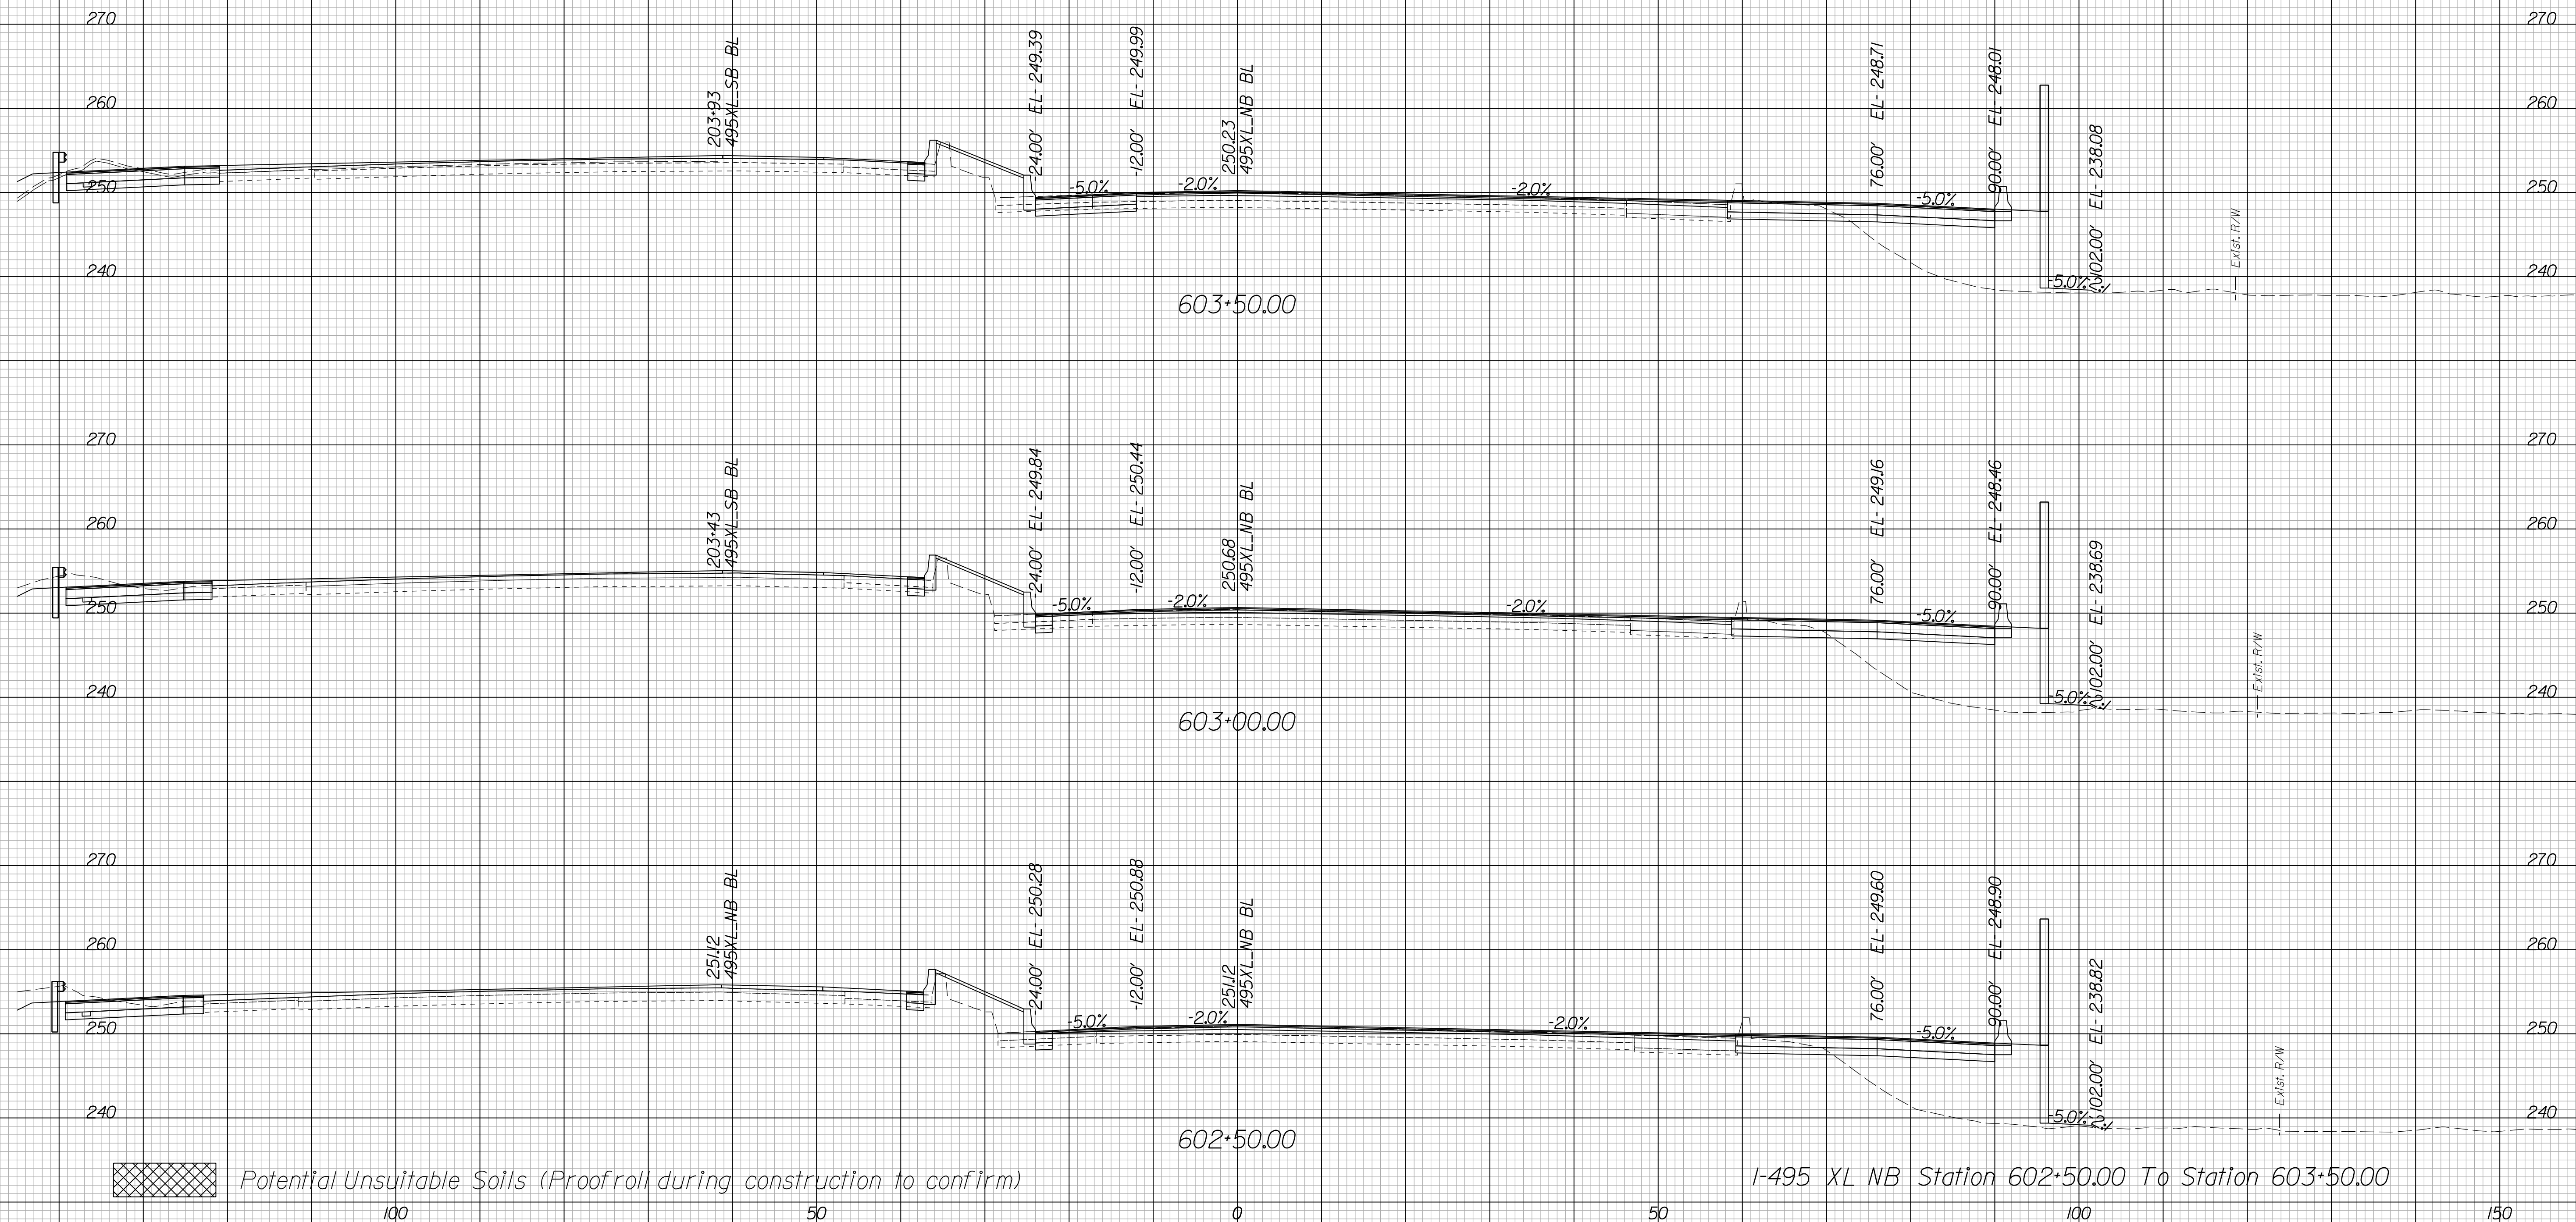 270 270
260 260
250 250
240 240
203+93
495XL_SB BL
-24.00' EL- 249.39
-12.00' EL- 249.99
250.23
495XL_NB BL
76.00' EL- 248.71
90.00' EL- 248.01
102.00' EL- 238.08
-5.0% -2.0% -2.0% -5.0%
-5.0% 2:1
Exist. R/W
603+50.00
270 270
260 260
250 250
240 240
203+43
495XL_SB BL
-24.00' EL- 249.84
-12.00' EL- 250.44
250.68
495XL_NB BL
76.00' EL- 249.16
90.00' EL- 248.46
102.00' EL- 238.69
-5.0% -2.0% -2.0% -5.0%
-5.0% 2:1
Exist. R/W
603+00.00
270 270
260 260
250 250
240 240
251.12
495XL_NB BL
-24.00' EL- 250.28
-12.00' EL- 250.88
251.12
495XL_NB BL
76.00' EL- 249.60
90.00' EL- 248.90
102.00' EL- 238.82
-5.0% -2.0% -2.0% -5.0%
-5.0% 2:1
Exist. R/W
602+50.00
Potential Unsuitable Soils (Proofroll during construction to confirm)
I-495 XL NB Station 602+50.00 To Station 603+50.00
100 50 0 50 100 150